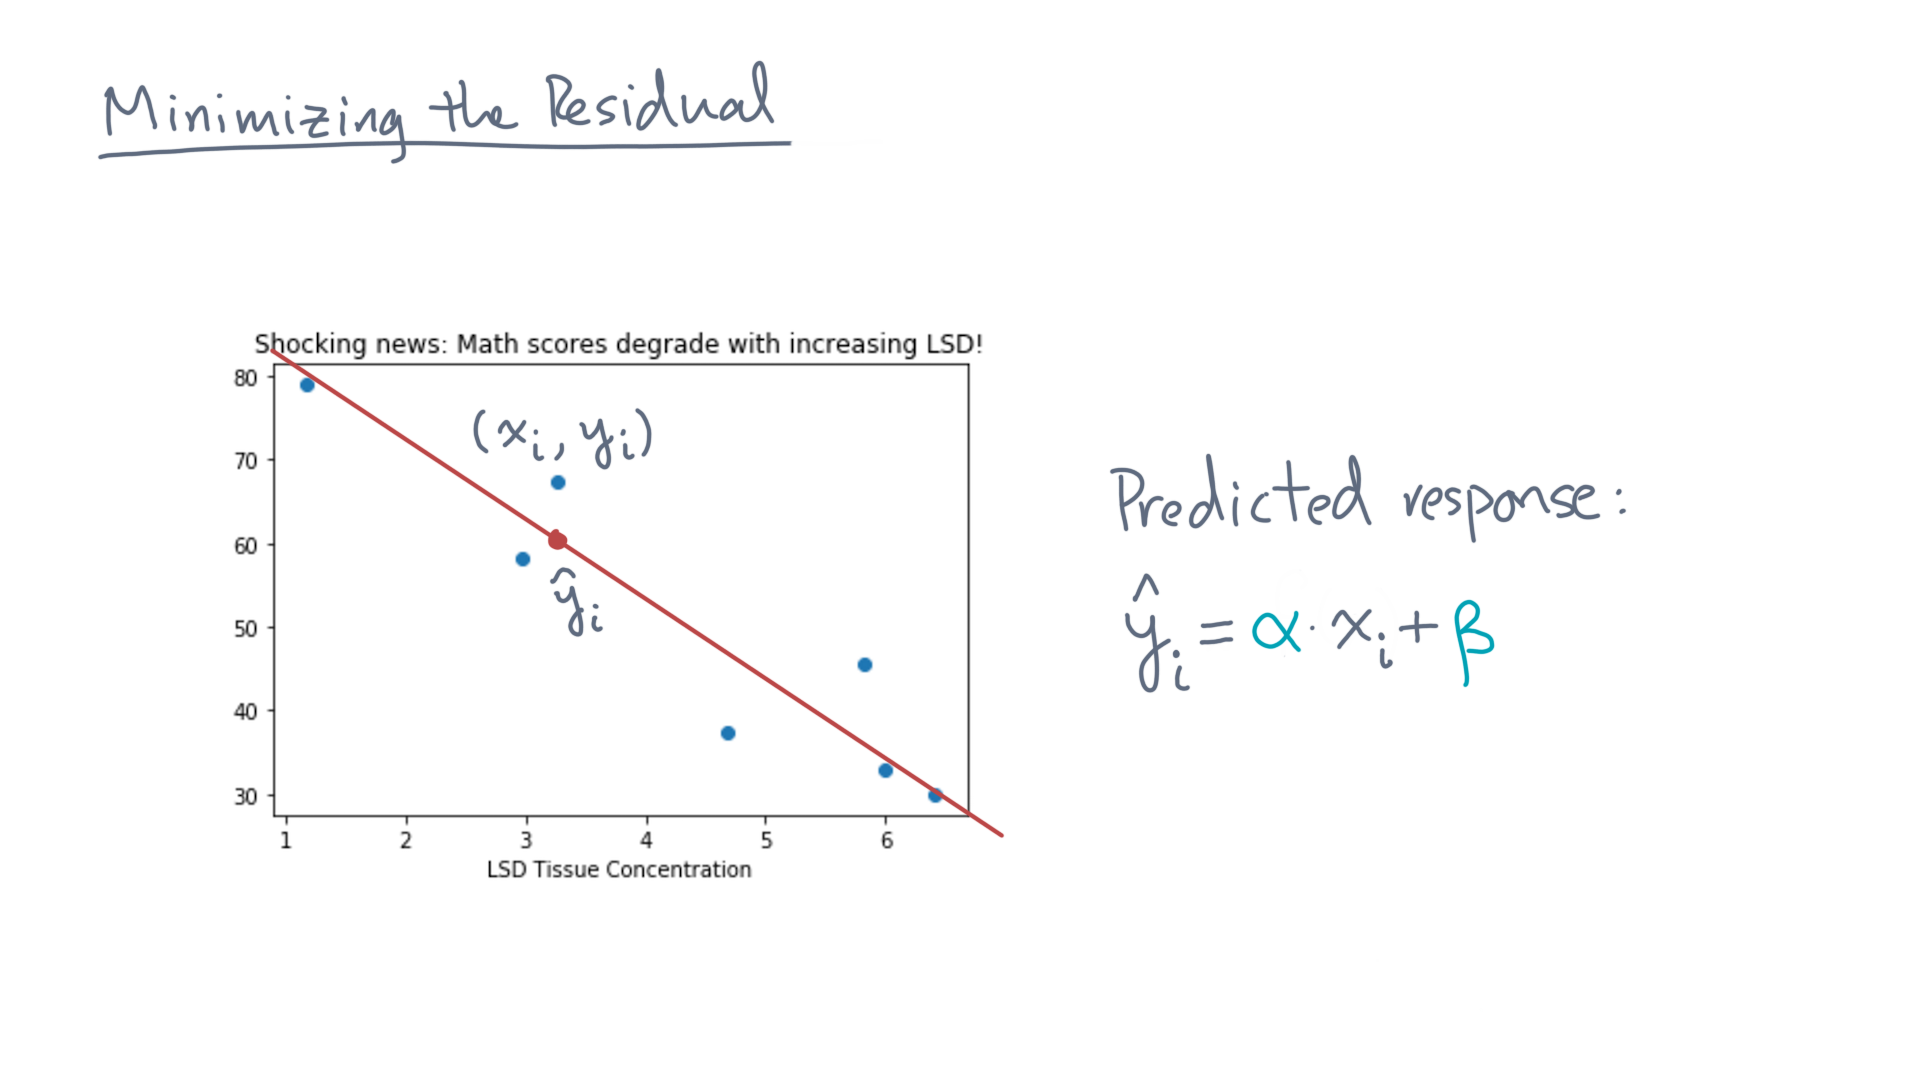 Minimizing the Residual
Shocking news: Math scores degrade with increasing LSD!
80
70
60
50
40
30
(xᵢ, yᵢ)
ŷᵢ
1 2 3 4 5 6
LSD Tissue Concentration
Predicted response:
ŷᵢ = α · xᵢ + β